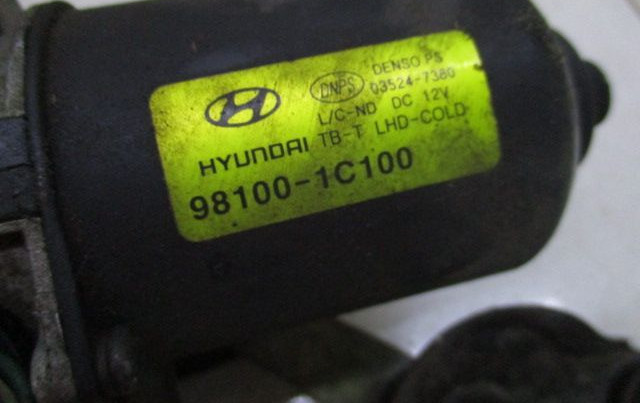 DNPS
DENSO PS
03524-7380
L/C-ND DC 12V
TB-T LHD-COLD
HYUNDAI
98100-1C100